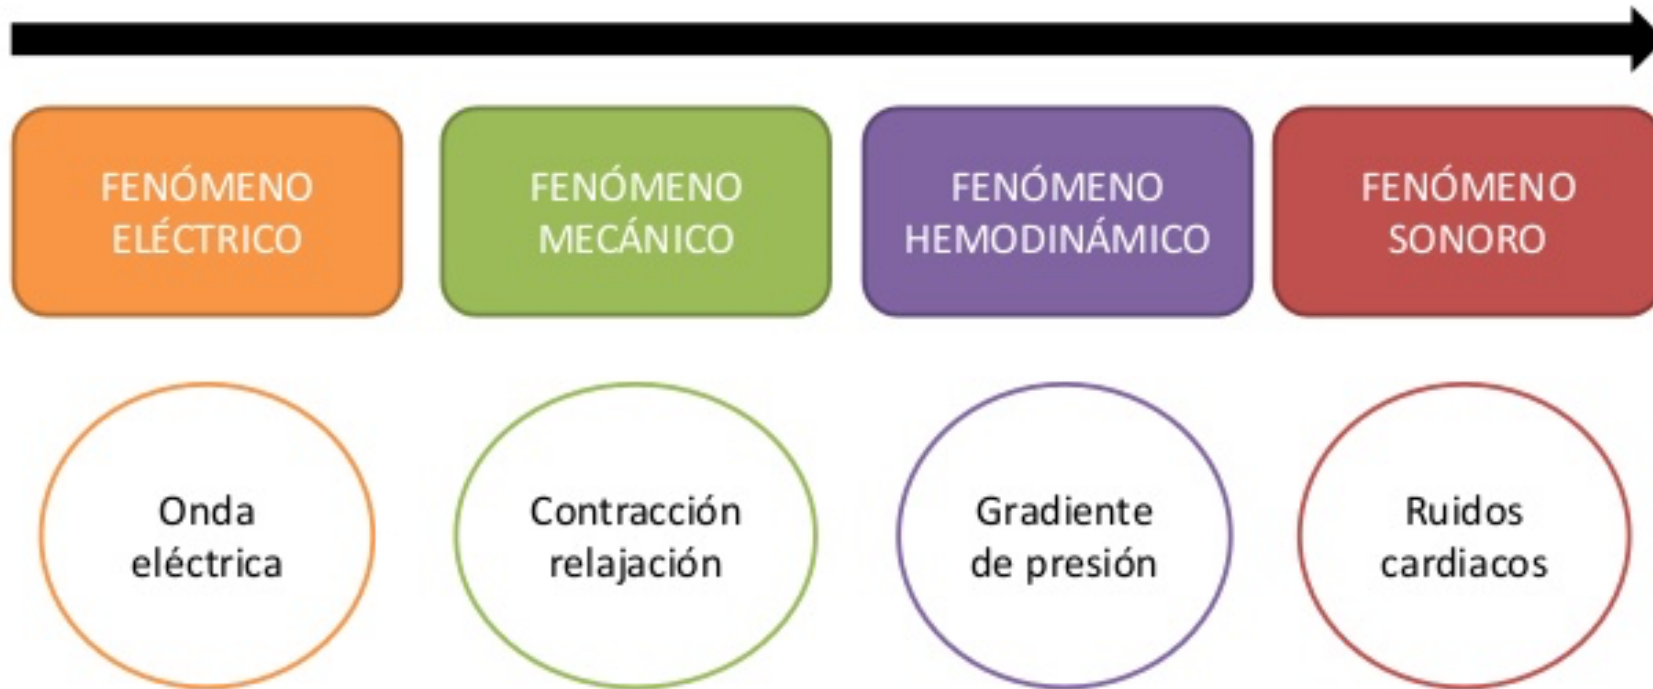 FENÓMENO
ELÉCTRICO
FENÓMENO
MECÁNICO
FENÓMENO
HEMODINÁMICO
FENÓMENO
SONORO
Onda
eléctrica
Contracción
relajación
Gradiente
de presión
Ruidos
cardiacos